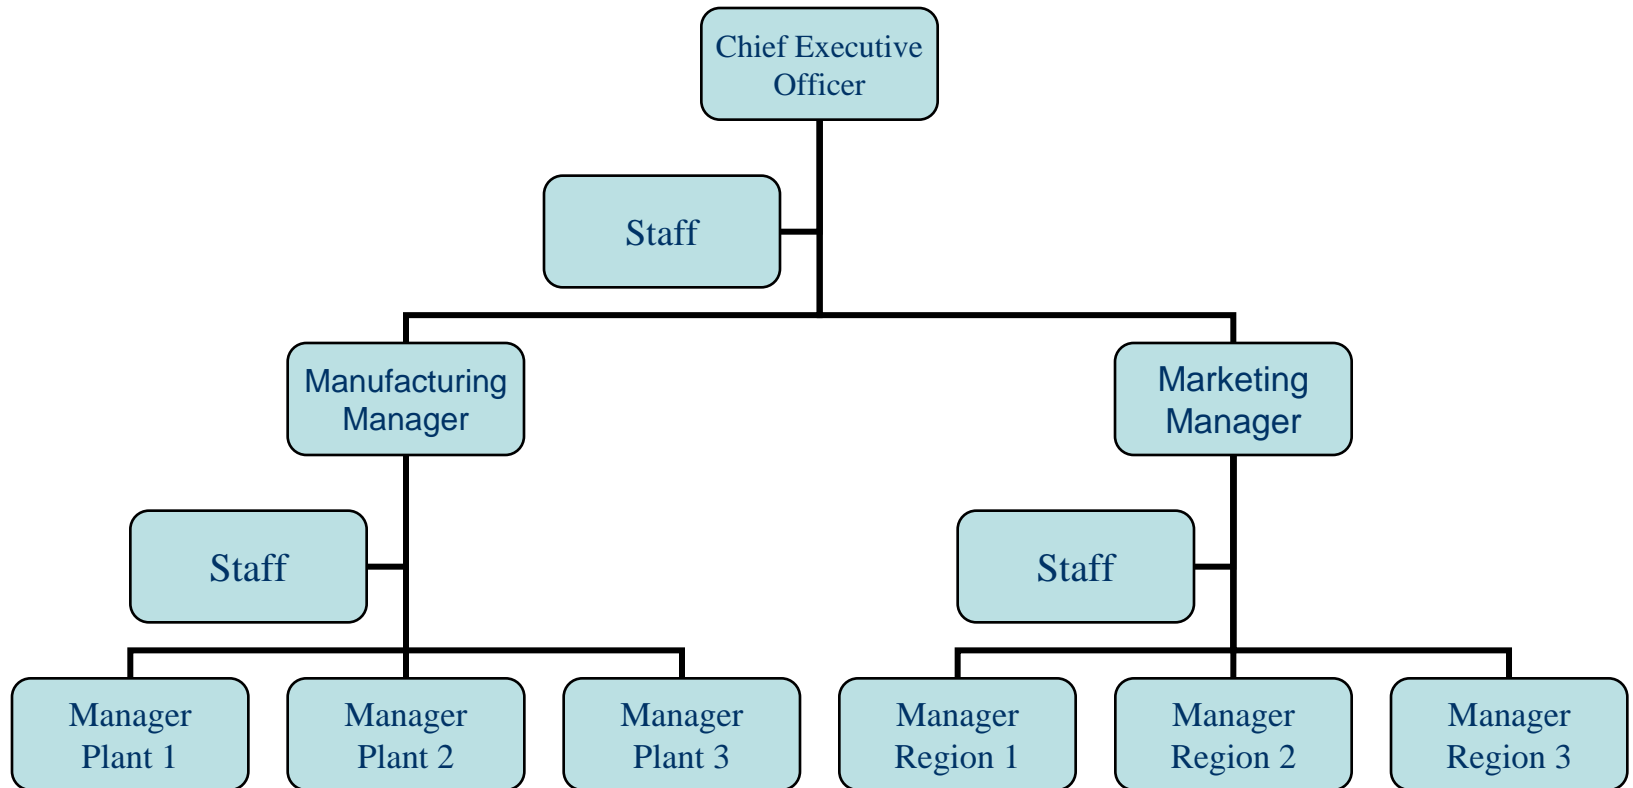 Chief Executive
Officer
Staff
Manufacturing
Manager
Marketing
Manager
Staff
Staff
Manager
Plant 1
Manager
Plant 2
Manager
Plant 3
Manager
Region 1
Manager
Region 2
Manager
Region 3